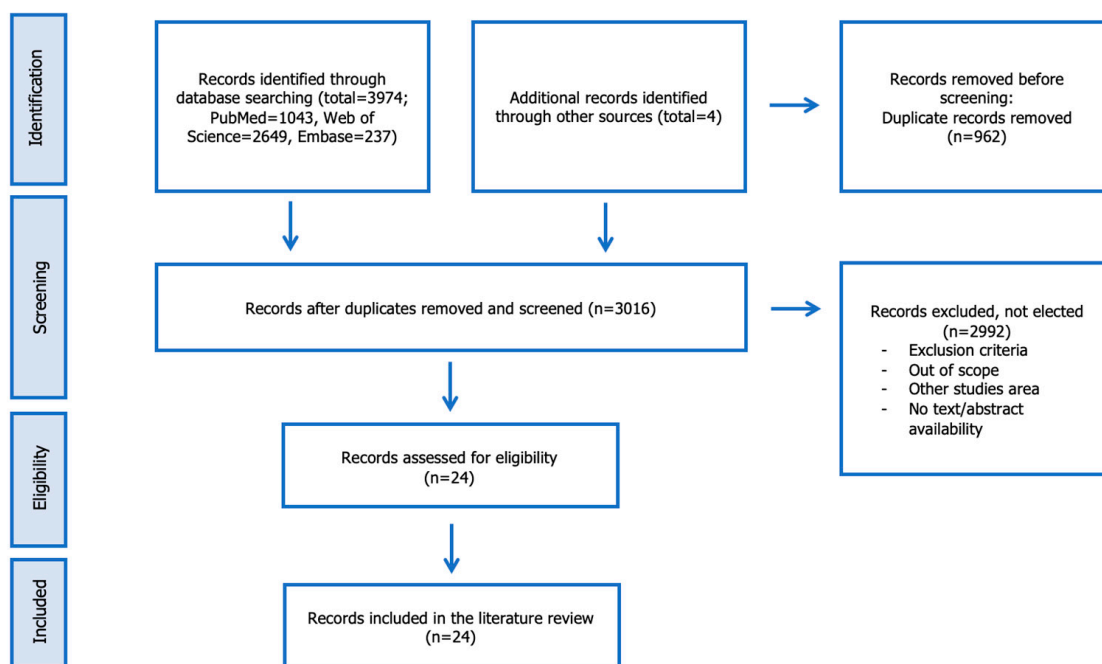 Identification
Records identified through
database searching (total=3974;
PubMed=1043, Web of
Science=2649, Embase=237)
Additional records identified
through other sources (total=4)
Records removed before
screening:
Duplicate records removed
(n=962)
Screening
Records after duplicates removed and screened (n=3016)
Records excluded, not elected
(n=2992)
- Exclusion criteria
- Out of scope
- Other studies area
- No text/abstract
availability
Eligibility
Records assessed for eligibility
(n=24)
Included
Records included in the literature review
(n=24)